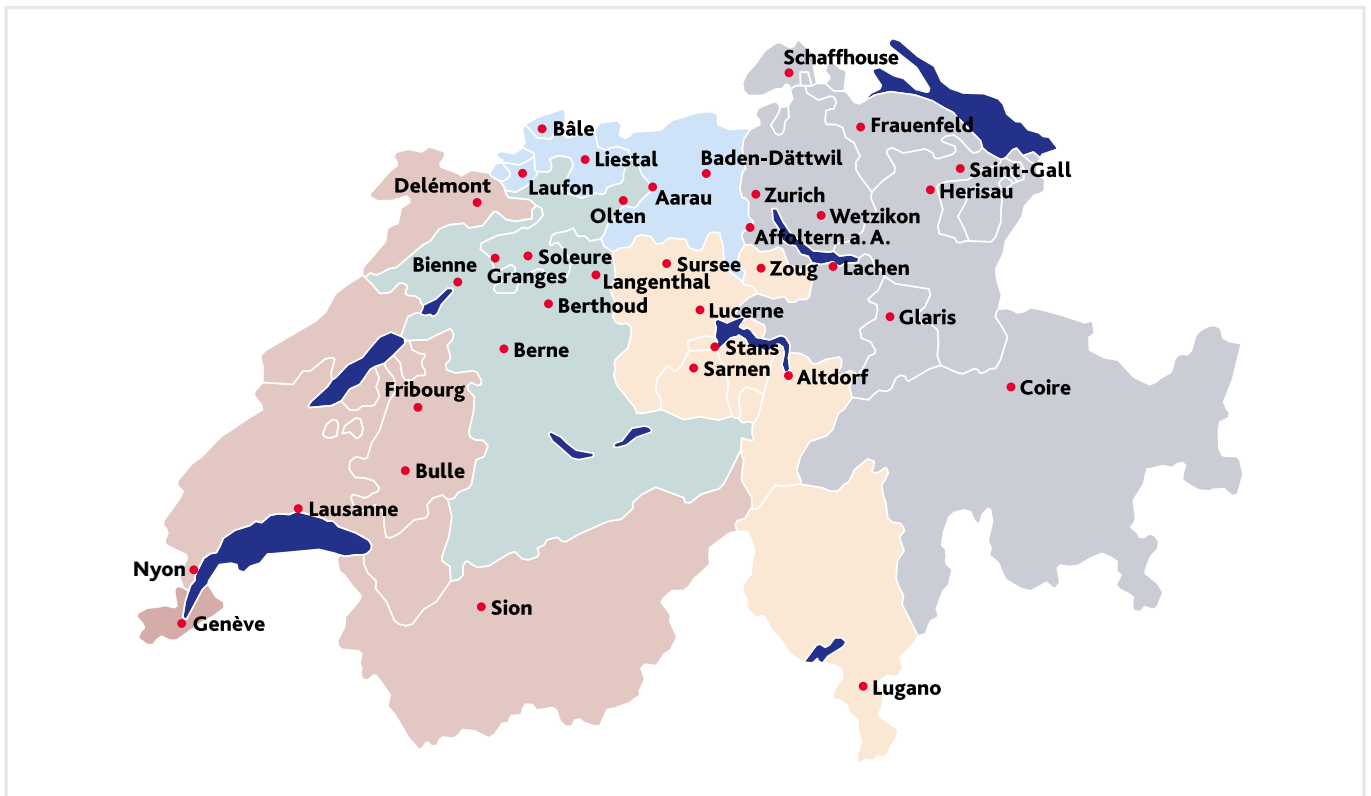 Schaffhouse
Frauenfeld
Bâle
Liestal
Baden-Dättwil
Saint-Gall
Delémont
Laufon
Aarau
Zurich
Herisau
Olten
Wetzikon
Affoltern a. A.
Bienne
Soleure
Granges
Sursee
Zoug
Lachen
Langenthal
Berthoud
Lucerne
Glaris
Berne
Stans
Sarnen
Altdorf
Coire
Fribourg
Bulle
Lausanne
Nyon
Sion
Genève
Lugano